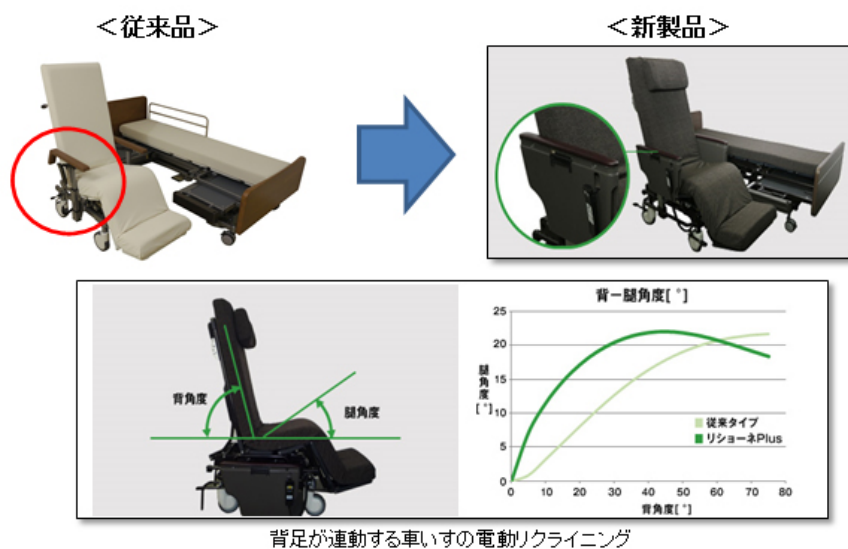 ＜従来品＞
＜新製品＞
背角度
腿角度
背ー腿角度[ ° ]
腿角度[ ° ]
25
20
15
10
5
0
従来タイプ
リショーネPlus
0 10 20 30 40 50 60 70 80
背角度[ ° ]
背足が連動する車いすの電動リクライニング